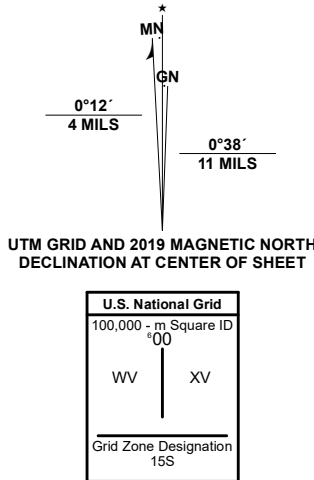 ★
MN
GN
0°12´
4 MILS
0°38´
11 MILS
UTM GRID AND 2019 MAGNETIC NORTH
DECLINATION AT CENTER OF SHEET
U.S. National Grid
100,000 - m Square ID
⁶00
WV XV
Grid Zone Designation
15S